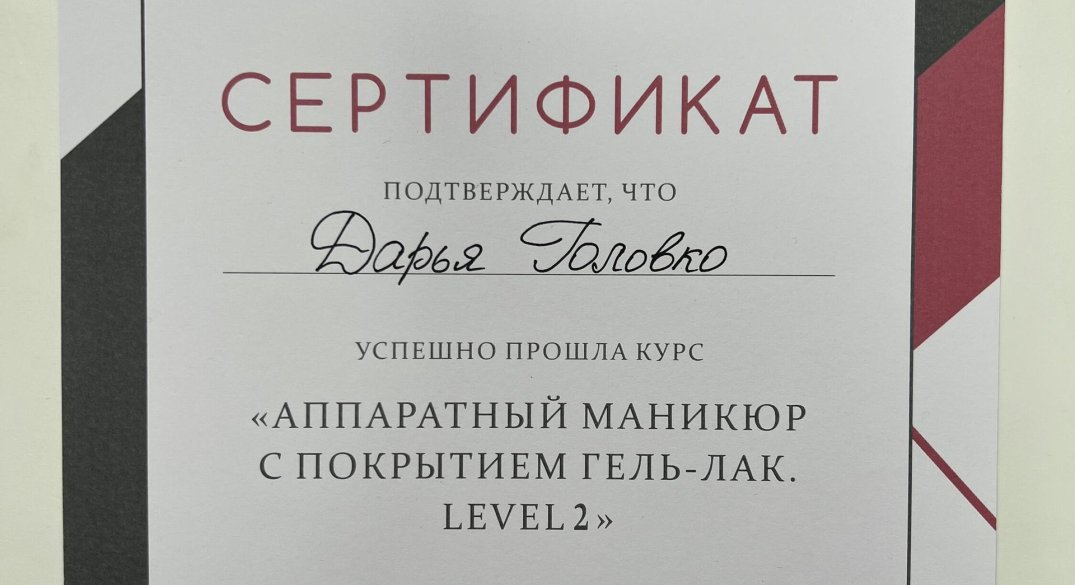 СЕРТИФИКАТ
ПОДТВЕРЖДАЕТ, ЧТО
Дарья Головко
УСПЕШНО ПРОШЛА КУРС
«АППАРАТНЫЙ МАНИКЮР
С ПОКРЫТИЕМ ГЕЛЬ-ЛАК.
LEVEL 2»